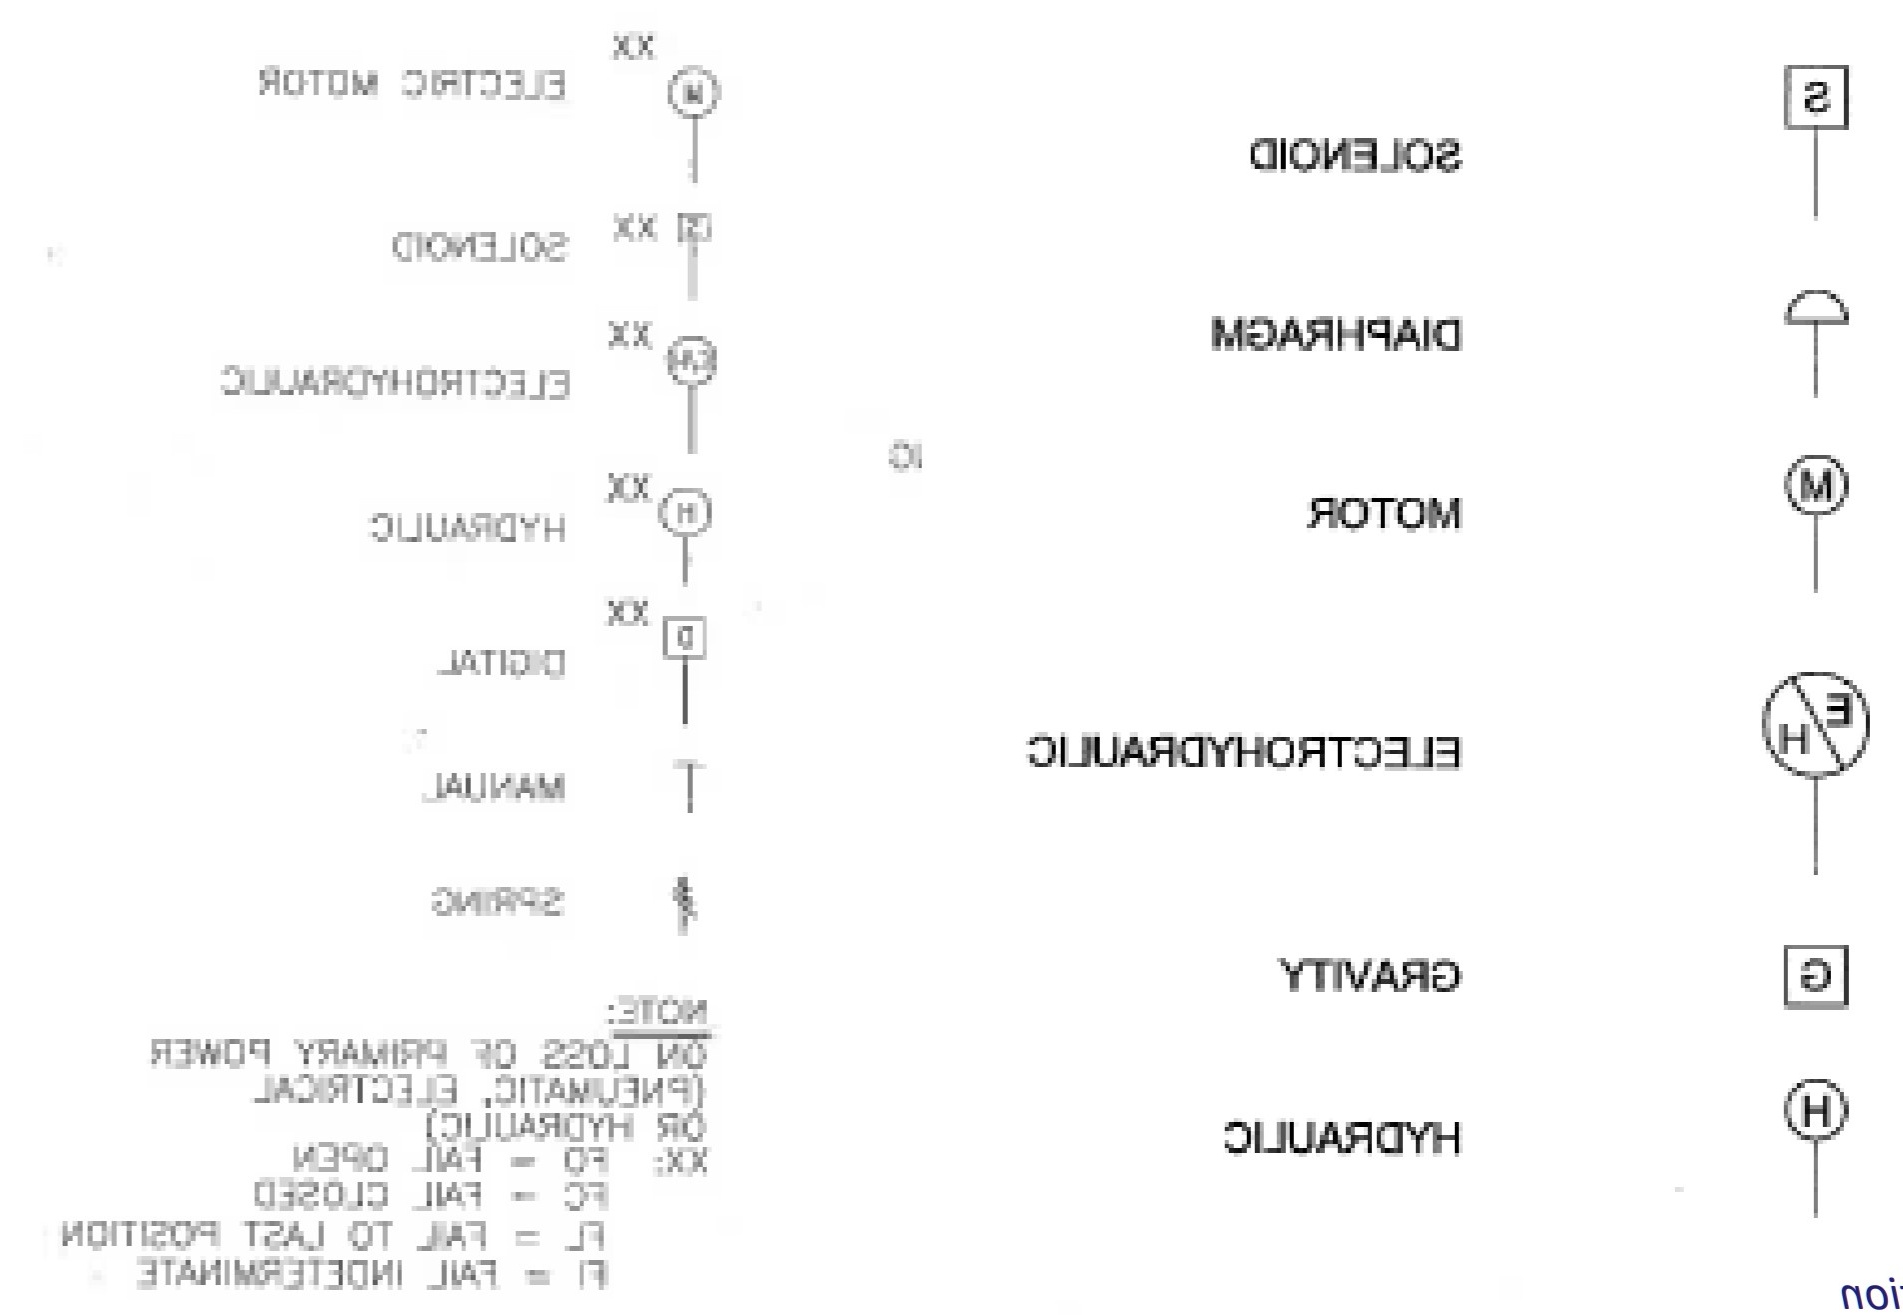 S
SOLENOID
DIAPHRAGM
M
MOTOR
E
H
ELECTROHYDRAULIC
G
GRAVITY
H
HYDRAULIC
XX
M
ELECTRIC MOTOR
S XX
SOLENOID
XX
ELECTROHYDRAULIC
XX
H
HYDRAULIC
XX
D
DIGITAL
MANUAL
SPRING
NOTE:
ON LOSS OF PRIMARY POWER
(PNEUMATIC, ELECTRICAL
OR HYDRAULIC)
XX: FO = FAIL OPEN
FC = FAIL CLOSED
FL = FAIL TO LAST POSITION
FI = FAIL INDETERMINATE